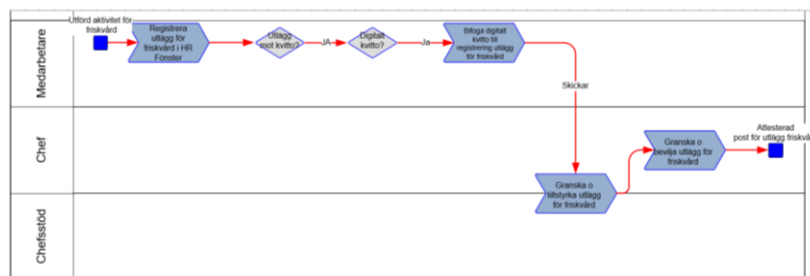 Utförd aktivitet för
friskvård
Registrera
utlägg för
friskvård i HR
Fönster
Utlägg
mot kvitto?
JA
Digitalt
kvitto?
Ja
Bifoga digitalt
kvitto till
registrering utlägg
för friskvård
Medarbetare
Skickar
Chef
Granska o
bevilja utlägg för
friskvård
Attesterad
post för utlägg friskvå
Granska o
tillstyrka utlägg
för friskvård
Chefsstöd